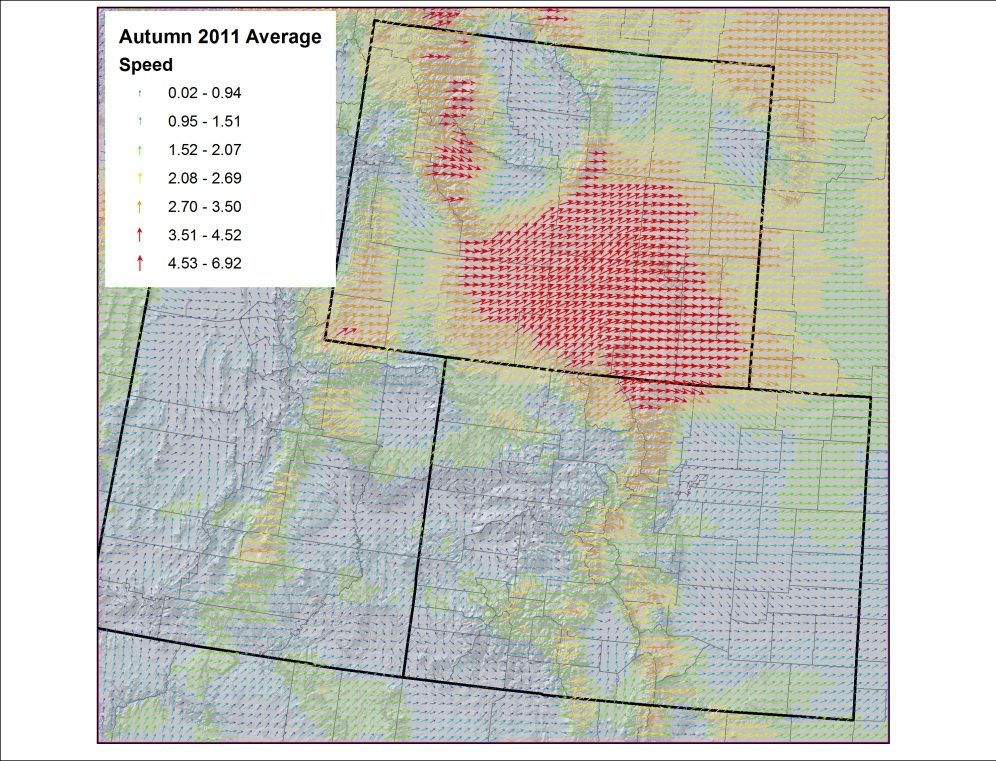 Autumn 2011 Average
Speed
0.02 - 0.94
0.95 - 1.51
1.52 - 2.07
2.08 - 2.69
2.70 - 3.50
3.51 - 4.52
4.53 - 6.92